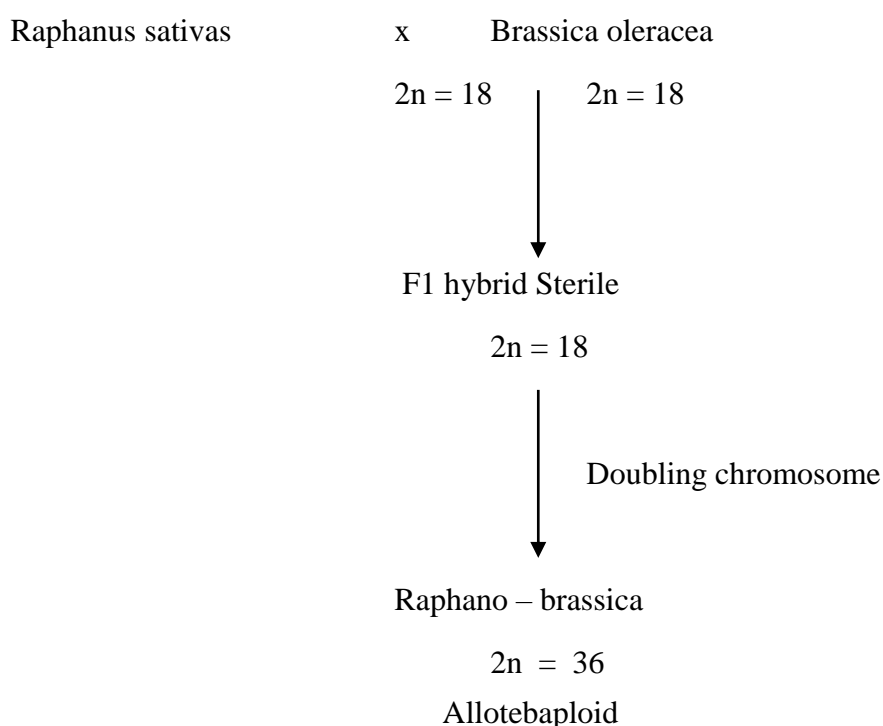 Raphanus sativas x Brassica oleracea
2n = 18 2n = 18
F1 hybrid Sterile
2n = 18
Doubling chromosome
Raphano – brassica
2n = 36
Allotebaploid